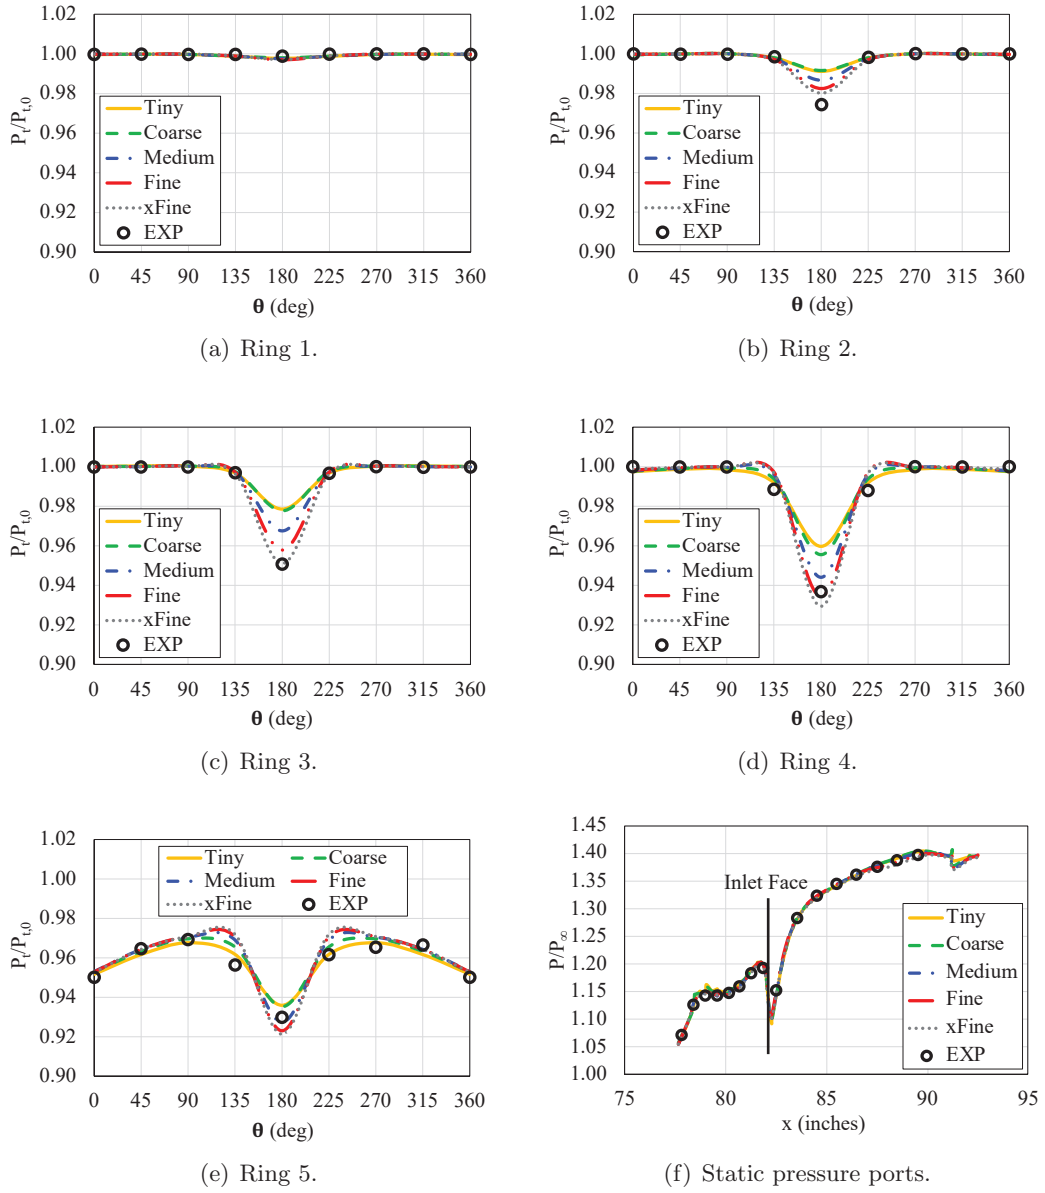 1.02
1.00
0.98
0.96
0.94
0.92
0.90
Pt/Pt,0
Tiny
Coarse
Medium
Fine
xFine
EXP
0 45 90 135 180 225 270 315 360
θ (deg)
(a) Ring 1.
1.02
1.00
0.98
0.96
0.94
0.92
0.90
Pt/Pt,0
Tiny
Coarse
Medium
Fine
xFine
EXP
0 45 90 135 180 225 270 315 360
θ (deg)
(b) Ring 2.
1.02
1.00
0.98
0.96
0.94
0.92
0.90
Pt/Pt,0
Tiny
Coarse
Medium
Fine
xFine
EXP
0 45 90 135 180 225 270 315 360
θ (deg)
(c) Ring 3.
1.02
1.00
0.98
0.96
0.94
0.92
0.90
Pt/Pt,0
Tiny
Coarse
Medium
Fine
xFine
EXP
0 45 90 135 180 225 270 315 360
θ (deg)
(d) Ring 4.
1.02
1.00
0.98
0.96
0.94
0.92
0.90
Pt/Pt,0
Tiny Coarse
Medium Fine
xFine EXP
0 45 90 135 180 225 270 315 360
θ (deg)
(e) Ring 5.
1.45
1.40
1.35
1.30
1.25
1.20
1.15
1.10
1.05
1.00
P/P∞
Inlet Face
Tiny
Coarse
Medium
Fine
xFine
EXP
75 80 85 90 95
x (inches)
(f) Static pressure ports.